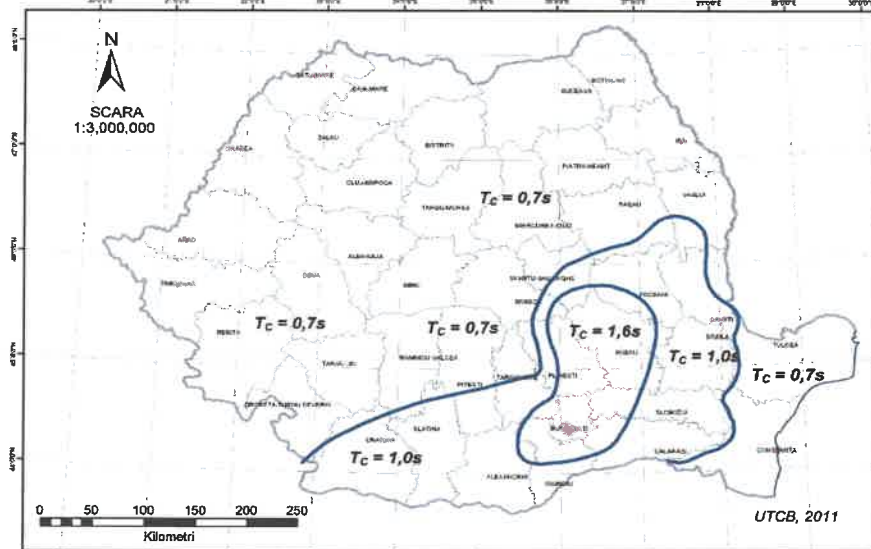 N
SCARA
1:3,000,000
SATU MARE
BAIA MARE
SUCEAVA
BOTOSANI
ORADEA
ZALAU
BISTRITA
PIATRA NEAMT
CLUJ-NAPOCA
TARGU MURES
T_C = 0,7s
BACAU
VASLUI
MIERCUREA CIUC
ARAD
ALBA IULIA
TIMISOARA
DEVA
SIBIU
SFANTU GHEORGHE
BRASOV
FOCSANI
GALATI
RESITA
T_C = 0,7s
T_C = 0,7s
T_C = 1,6s
BRAILA
TULCEA
BUZAU
T_C = 1,0s
T_C = 0,7s
TARGU JIU
RAMNICU VALCEA
PITESTI
TARGOVISTE
PLOIESTI
DROBETA-TURNU SEVERIN
SLOBOZIA
CRAIOVA
SLATINA
BUCURESTI
CALARASI
CONSTANTA
T_C = 1,0s
ALEXANDRIA
GIURGIU
0 50 100 150 200 250
Kilometri
UTCB, 2011